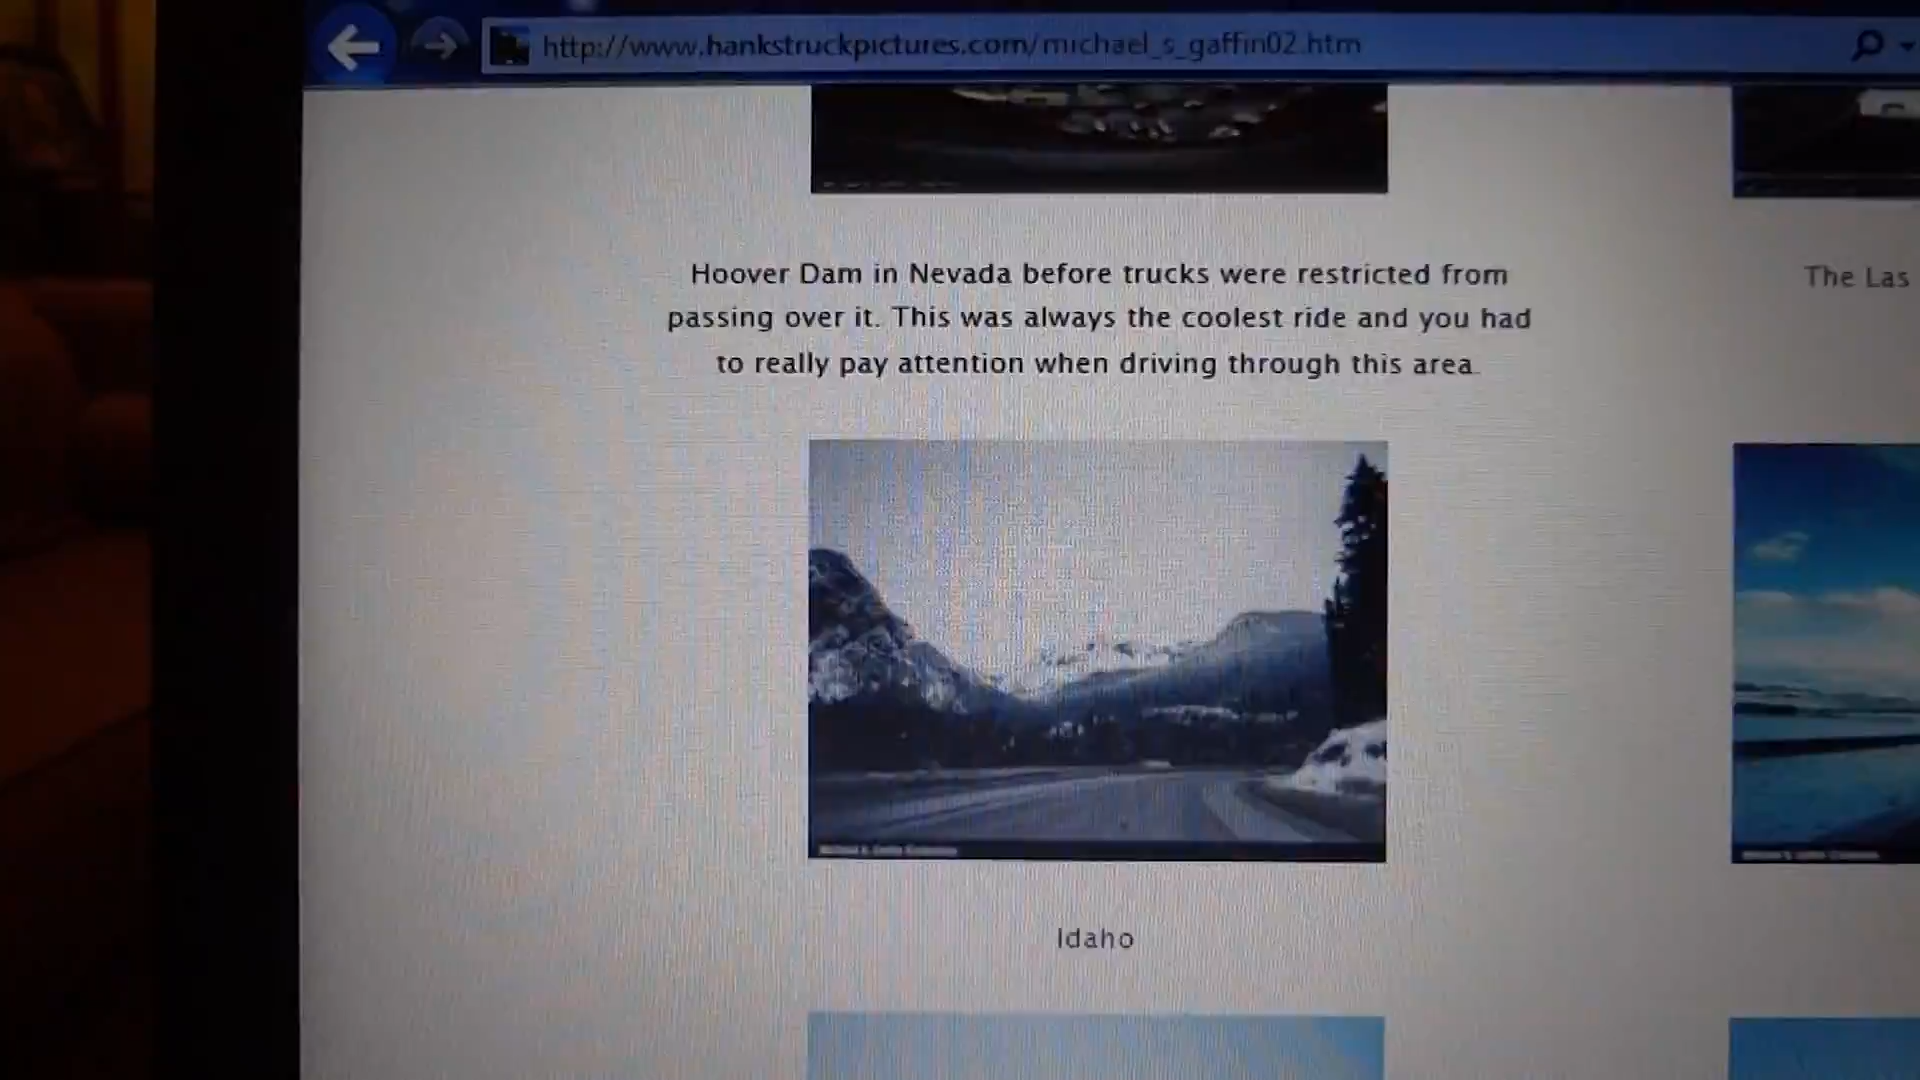 http://www.hankstruckpictures.com/michael_s_gaffin02.htm
Hoover Dam in Nevada before trucks were restricted from
passing over it. This was always the coolest ride and you had
to really pay attention when driving through this area.
The Las
Idaho